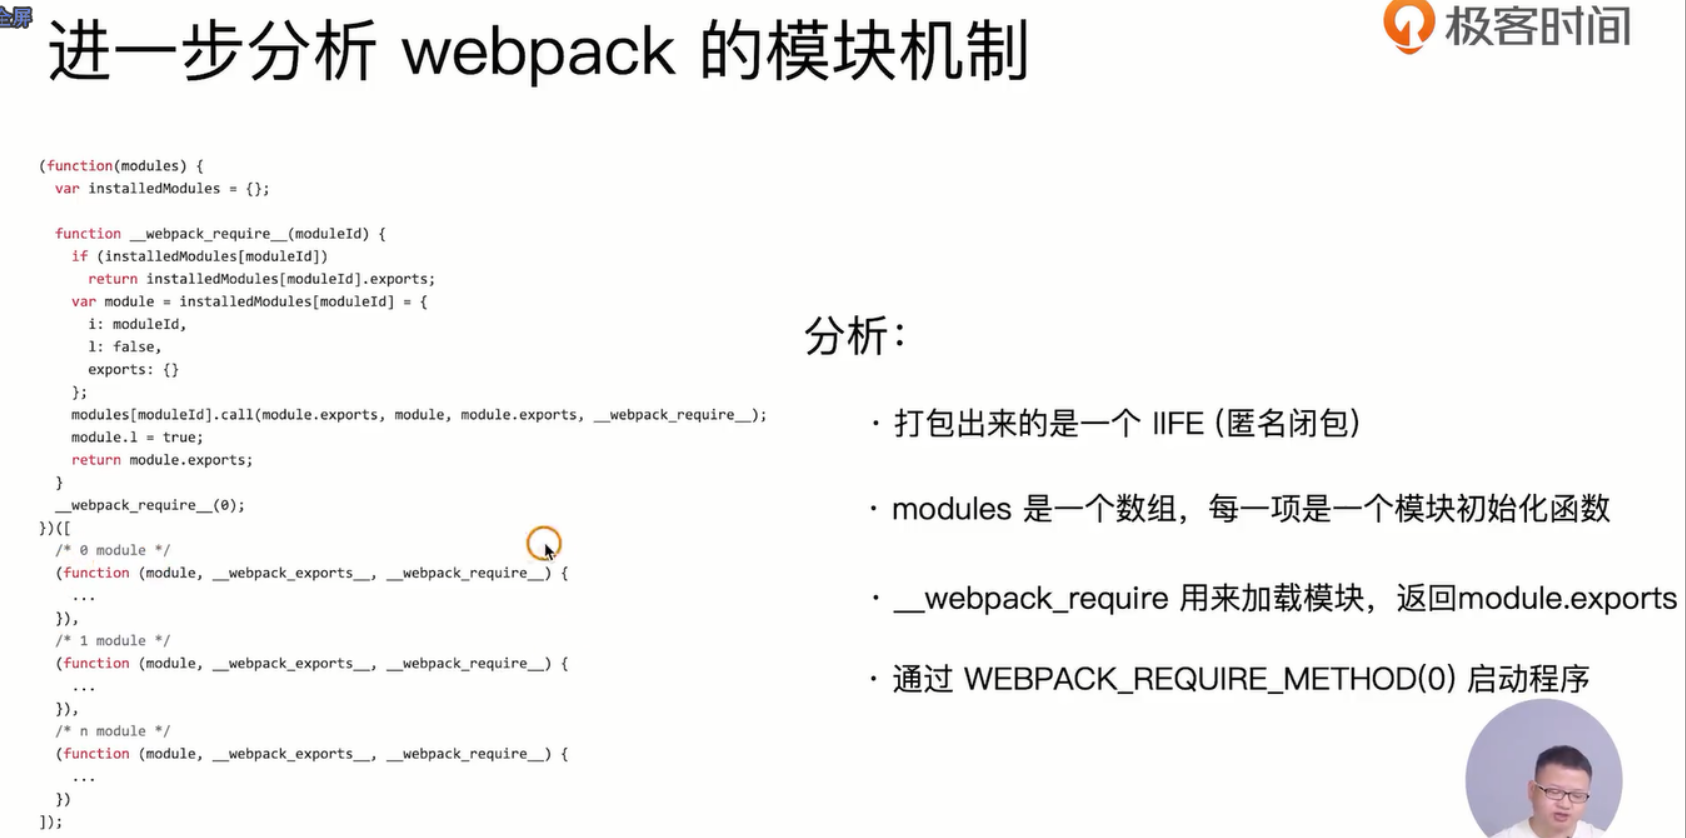 全屏
进一步分析 webpack 的模块机制
极客时间
(function(modules) {
  var installedModules = {};
  function __webpack_require__(moduleId) {
    if (installedModules[moduleId])
      return installedModules[moduleId].exports;
    var module = installedModules[moduleId] = {
      i: moduleId,
      l: false,
      exports: {}
    };
    modules[moduleId].call(module.exports, module, module.exports, __webpack_require__);
    module.l = true;
    return module.exports;
  }
  __webpack_require__(0);
})([
  /* 0 module */
  (function (module, __webpack_exports__, __webpack_require__) {
    ...
  }),
  /* 1 module */
  (function (module, __webpack_exports__, __webpack_require__) {
    ...
  }),
  /* n module */
  (function (module, __webpack_exports__, __webpack_require__) {
    ...
  })
]);
分析：
· 打包出来的是一个 IIFE (匿名闭包)
· modules 是一个数组，每一项是一个模块初始化函数
· __webpack_require 用来加载模块，返回module.exports
· 通过 WEBPACK_REQUIRE_METHOD(0) 启动程序